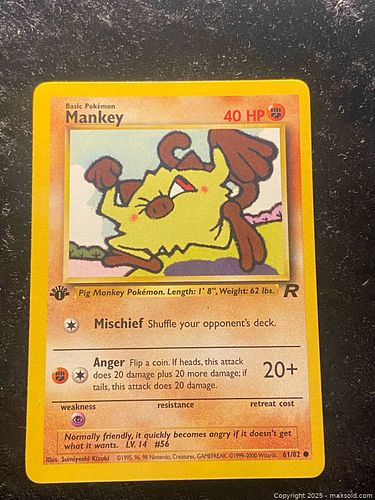 Basic Pokémon
Mankey
40 HP
EDITION
1
Pig Monkey Pokémon. Length: 1' 8", Weight: 62 lbs.
R
Mischief Shuffle your opponent's deck.
Anger Flip a coin. If heads, this attack
does 20 damage plus 20 more damage; if
tails, this attack does 20 damage.
20+
weakness
resistance
retreat cost
Normally friendly, it quickly becomes angry if it doesn't get
what it wants. LV. 14 #56
Illus. Sumiyoshi Kizuki
©1995, 96, 98 Nintendo, Creatures, GAMEFREAK. ©1999-2000 Wizards.
61/82
Copyright 2025 - maxsold.com